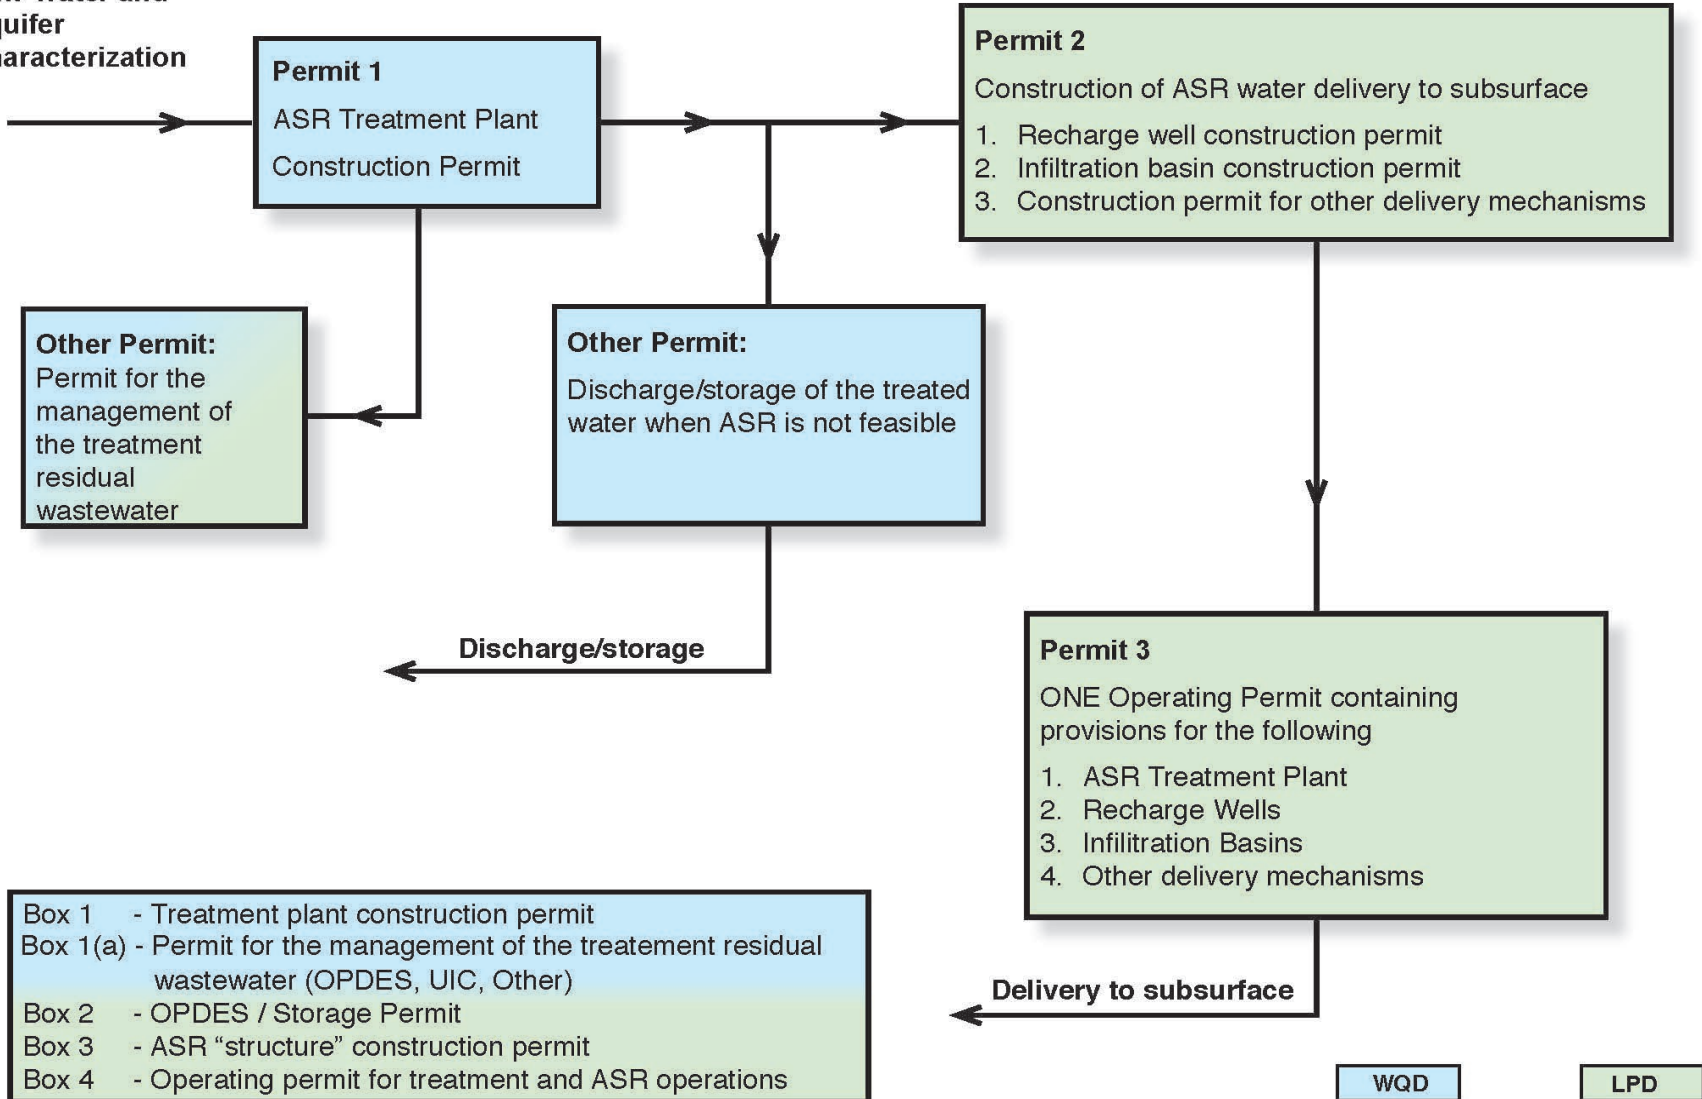 Permit 1
ASR Treatment Plant
Construction Permit
Permit 2
Construction of ASR water delivery to subsurface
1. Recharge well construction permit
2. Infiltration basin construction permit
3. Construction permit for other delivery mechanisms
Other Permit:
Permit for the
management of
the treatment
residual
wastewater
Other Permit:
Discharge/storage of the treated
water when ASR is not feasible
Discharge/storage
Permit 3
ONE Operating Permit containing
provisions for the following
1. ASR Treatment Plant
2. Recharge Wells
3. Infilitration Basins
4. Other delivery mechanisms
Delivery to subsurface
Box 1 - Treatment plant construction permit
Box 1(a) - Permit for the management of the treatement residual
wastewater (OPDES, UIC, Other)
Box 2 - OPDES / Storage Permit
Box 3 - ASR “structure” construction permit
Box 4 - Operating permit for treatment and ASR operations
WQD
LPD